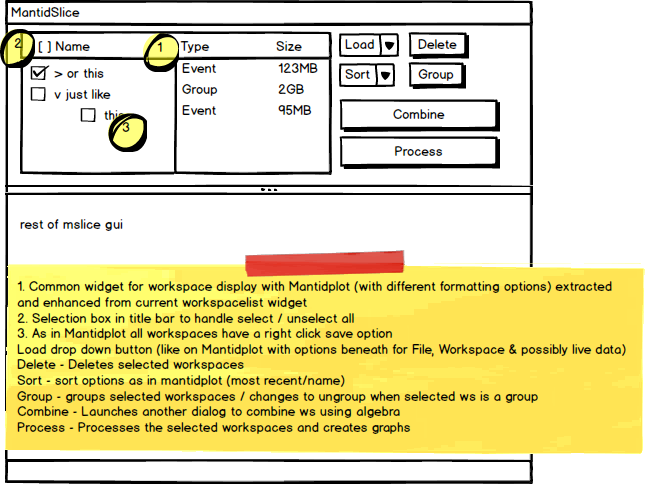 MantidSlice
2 [ ] Name 1 Type Size Load Delete
> or this Event 123MB
Sort Group
v just like Group 2GB
this Event 95MB
3
Combine
Process
rest of mslice gui
1. Common widget for workspace display with Mantidplot (with different formatting options) extracted
and enhanced from current workspacelist widget
2. Selection box in title bar to handle select / unselect all
3. As in Mantidplot all workspaces have a right click save option
Load drop down button (like on Mantidplot with options beneath for File, Workspace & possibly live data)
Delete - Deletes selected workspaces
Sort - sort options as in mantidplot (most recent/name)
Group - groups selected workspaces / changes to ungroup when selected ws is a group
Combine - Launches another dialog to combine ws using algebra
Process - Processes the selected workspaces and creates graphs